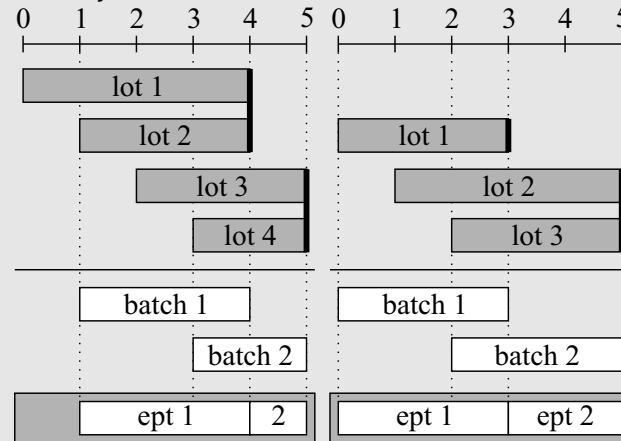 0 1 2 3 4 5 0 1 2 3 4 5
lot 1
lot 2 lot 1
lot 3 lot 2
lot 4 lot 3
batch 1 batch 1
batch 2 batch 2
ept 1 2 ept 1 ept 2